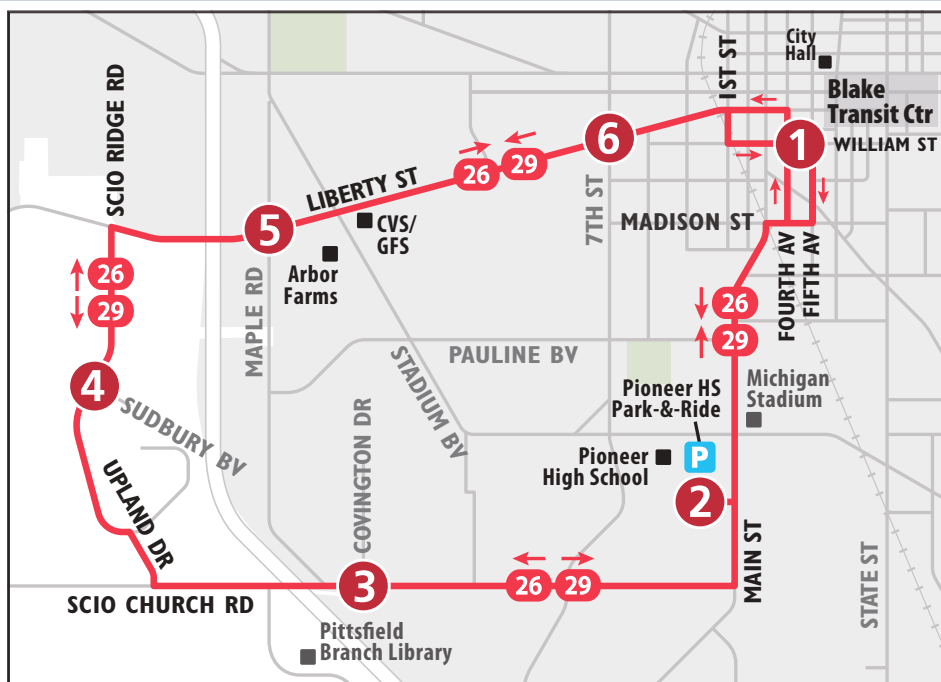 SCIO RIDGE RD
1ST ST
City
Hall
Blake
Transit Ctr
1
WILLIAM ST
6
26
29
LIBERTY ST
7TH ST
MADISON ST
5
CVS/
GFS
Arbor
Farms
FOURTH AV
FIFTH AV
26
29
MAPLE RD
26
29
PAULINE BV
STADIUM BV
4
SUDBURY BV
Pioneer HS
Park-&-Ride
Michigan
Stadium
P
Pioneer
High School
2
COVINGTON DR
UPLAND DR
MAIN ST
STATE ST
3
26
29
SCIO CHURCH RD
Pittsfield
Branch Library